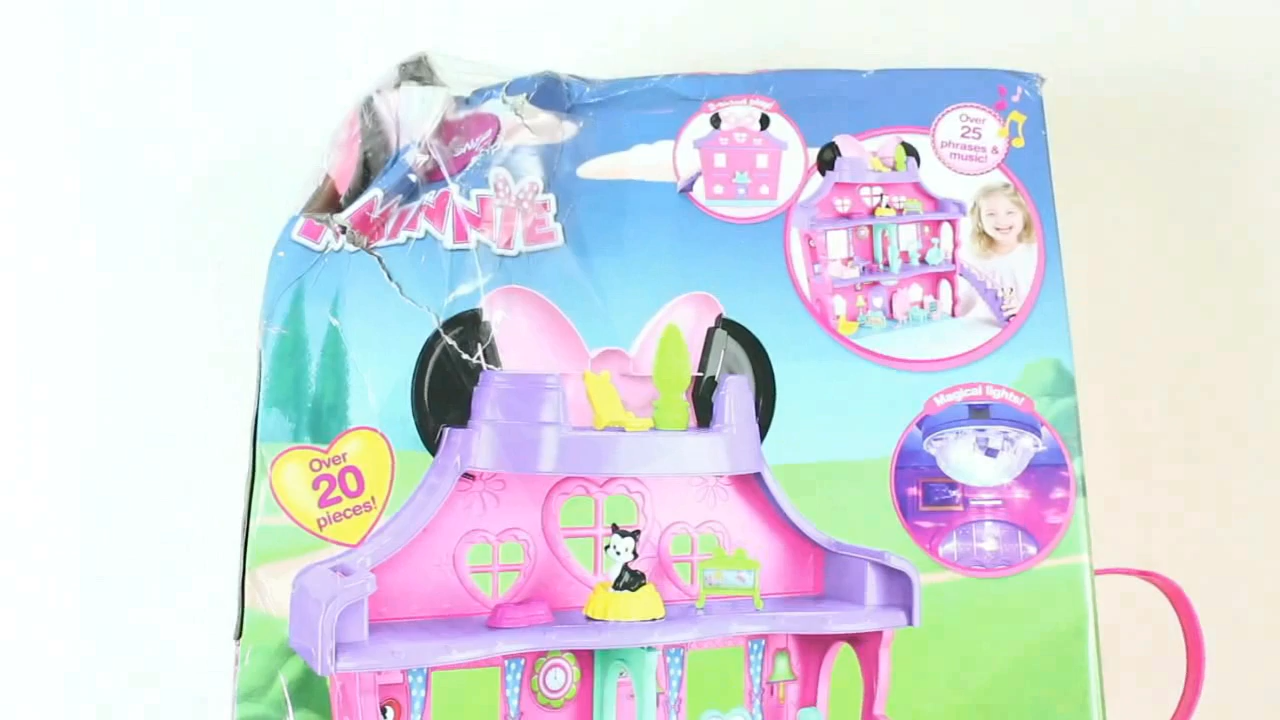 MINNIE
Over
25
phrases &
music!
Magical lights!
Over
20
pieces!